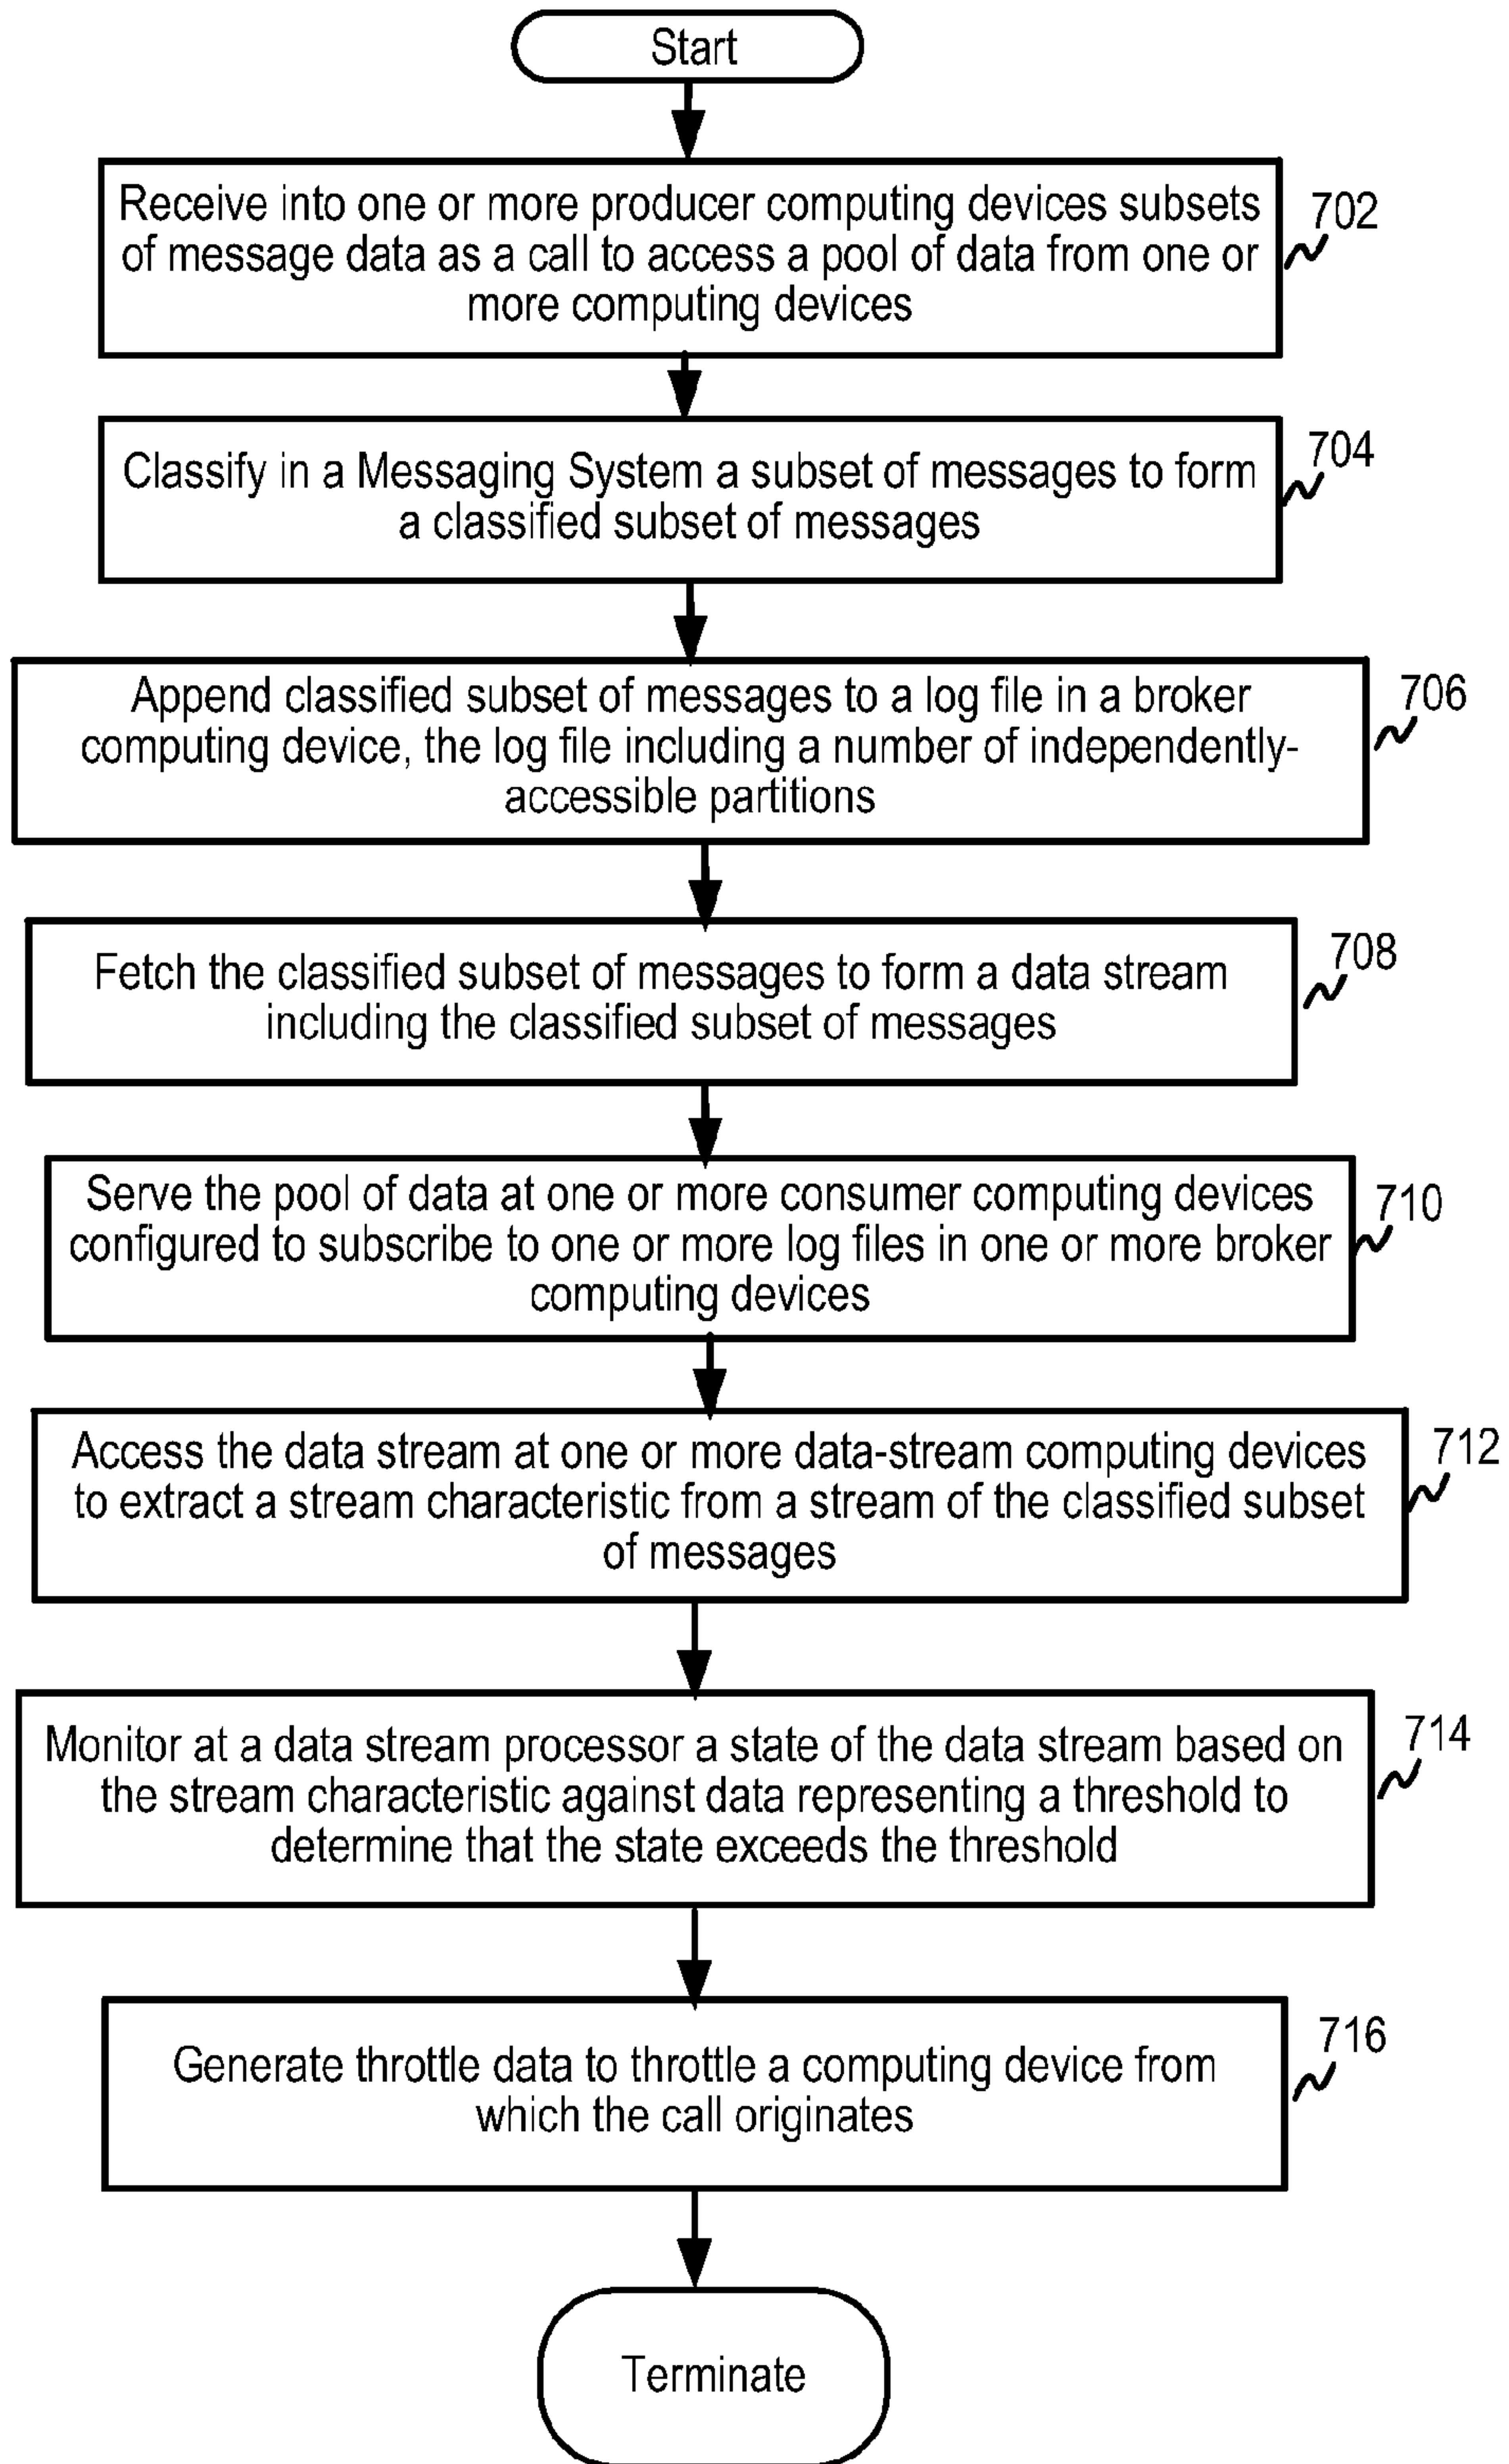 Start
Receive into one or more producer computing devices subsets
of message data as a call to access a pool of data from one or
more computing devices
702
Classify in a Messaging System a subset of messages to form
a classified subset of messages
704
Append classified subset of messages to a log file in a broker
computing device, the log file including a number of independently-
accessible partitions
706
Fetch the classified subset of messages to form a data stream
including the classified subset of messages
708
Serve the pool of data at one or more consumer computing devices
configured to subscribe to one or more log files in one or more broker
computing devices
710
Access the data stream at one or more data-stream computing devices
to extract a stream characteristic from a stream of the classified subset
of messages
712
Monitor at a data stream processor a state of the data stream based on
the stream characteristic against data representing a threshold to
determine that the state exceeds the threshold
714
Generate throttle data to throttle a computing device from
which the call originates
716
Terminate